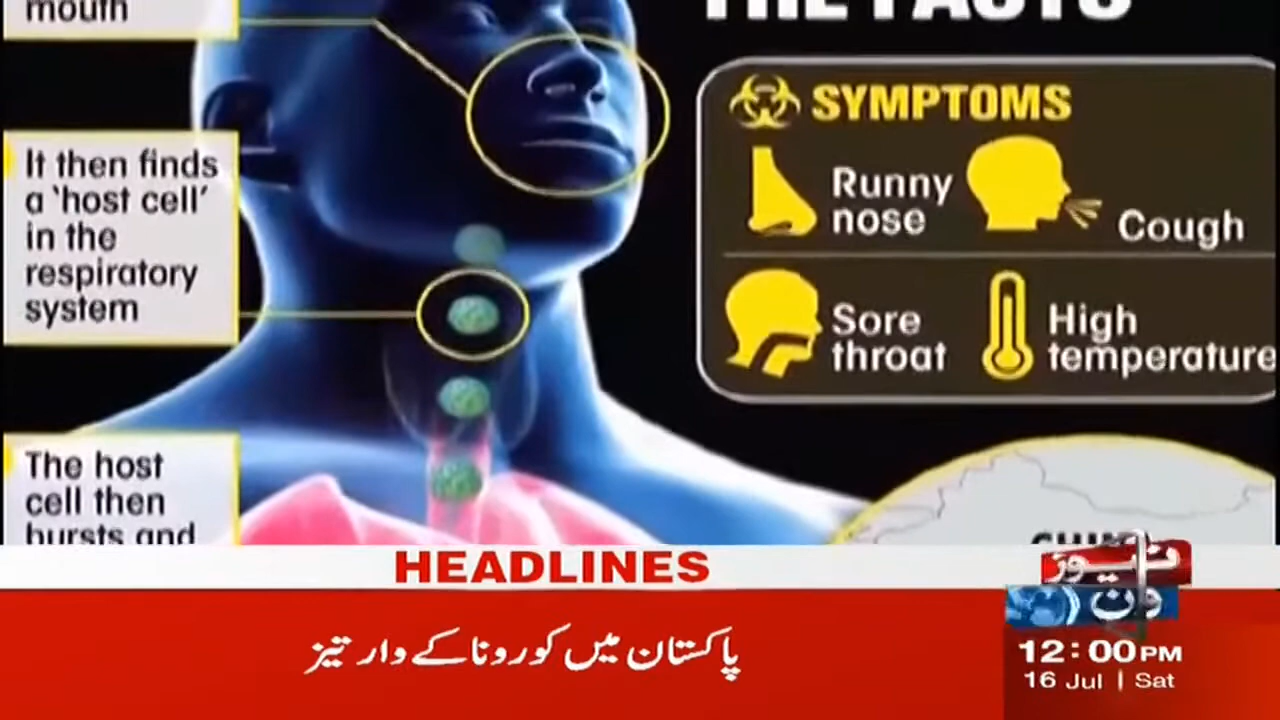 mouth
THE FACTS
It then finds
a 'host cell'
in the
respiratory
system
The host
cell then
bursts and
SYMPTOMS
Runny
nose
Cough
Sore
throat
High
temperature
CHINA
HEADLINES
پاکستان میں کورونا کے وار تیز
نیوز
ون
12:00PM
16 Jul | Sat